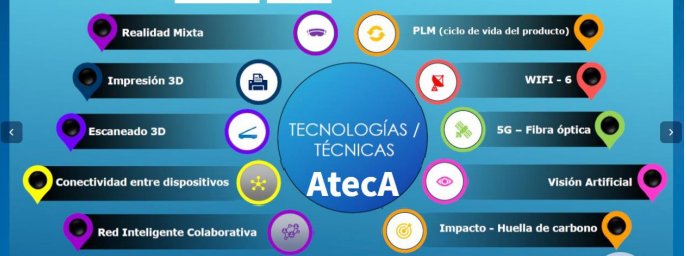 Realidad Mixta
Impresión 3D
Escaneado 3D
Conectividad entre dispositivos
Red Inteligente Colaborativa
TECNOLOGÍAS /
TÉCNICAS
AtecA
PLM (ciclo de vida del producto)
WIFI - 6
5G – Fibra óptica
Visión Artificial
Impacto - Huella de carbono